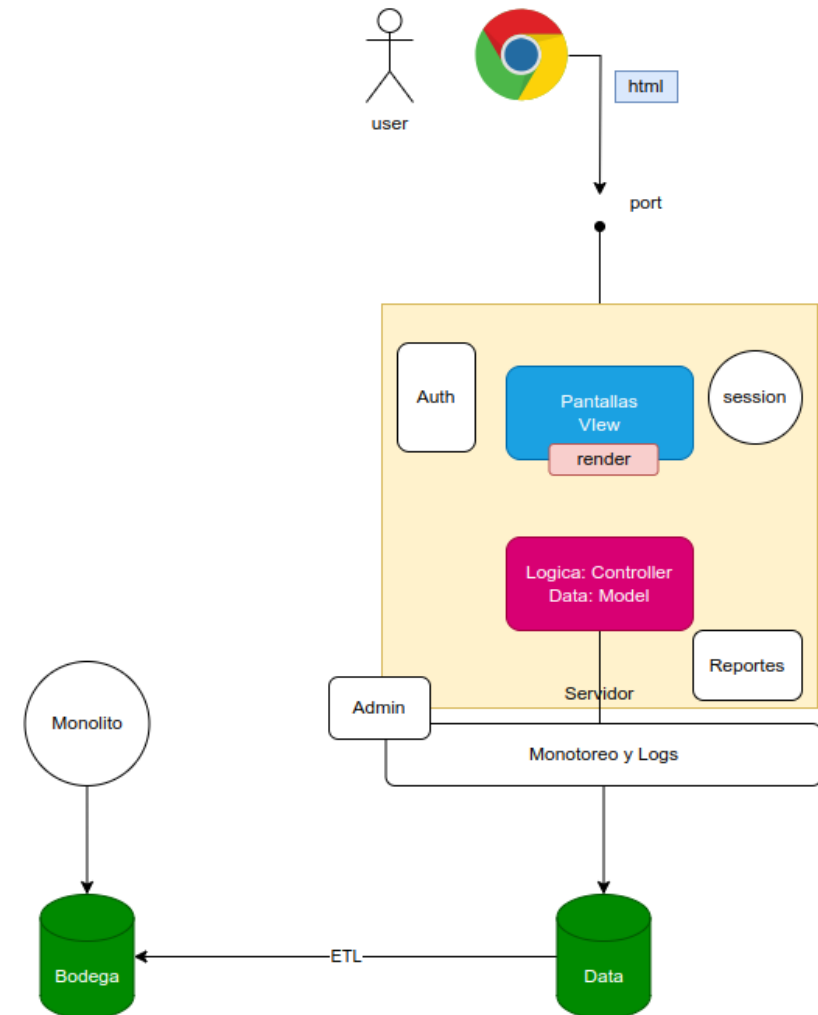 html
user
port
Auth
Pantallas
VIew
session
render
Logica: Controller
Data: Model
Reportes
Servidor
Admin
Monolito
Monotoreo y Logs
ETL
Bodega
Data